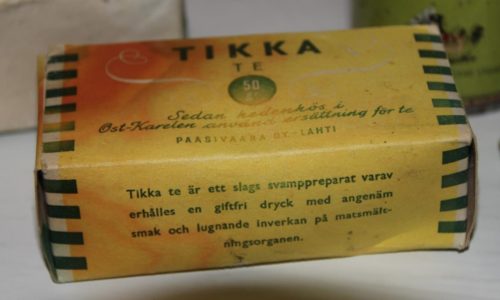 TIKKA
TE
50
Sedan hedenhös i
Öst-Karelen använd ersättning för te
PAASIVAARA OY.-LAHTI
Tikka te är ett slags svamppreparat varav
erhålles en giftfri dryck med angenäm
smak och lugnande inverkan på matsmält-
ningsorganen.